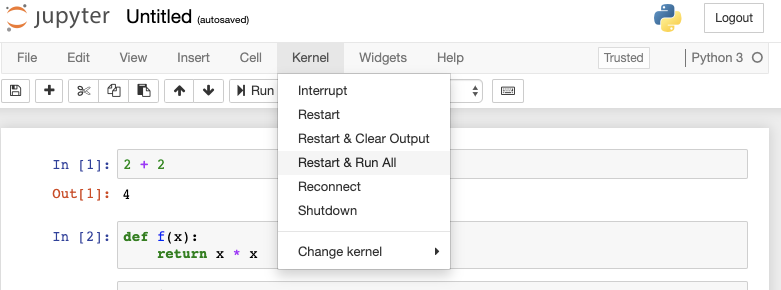 jupyter Untitled (autosaved) Logout
File Edit View Insert Cell Kernel Widgets Help Trusted Python 3
Run
Interrupt
Restart
Restart & Clear Output
Restart & Run All
Reconnect
Shutdown
Change kernel
In [1]: 2 + 2
Out[1]: 4
In [2]: def f(x):
return x * x